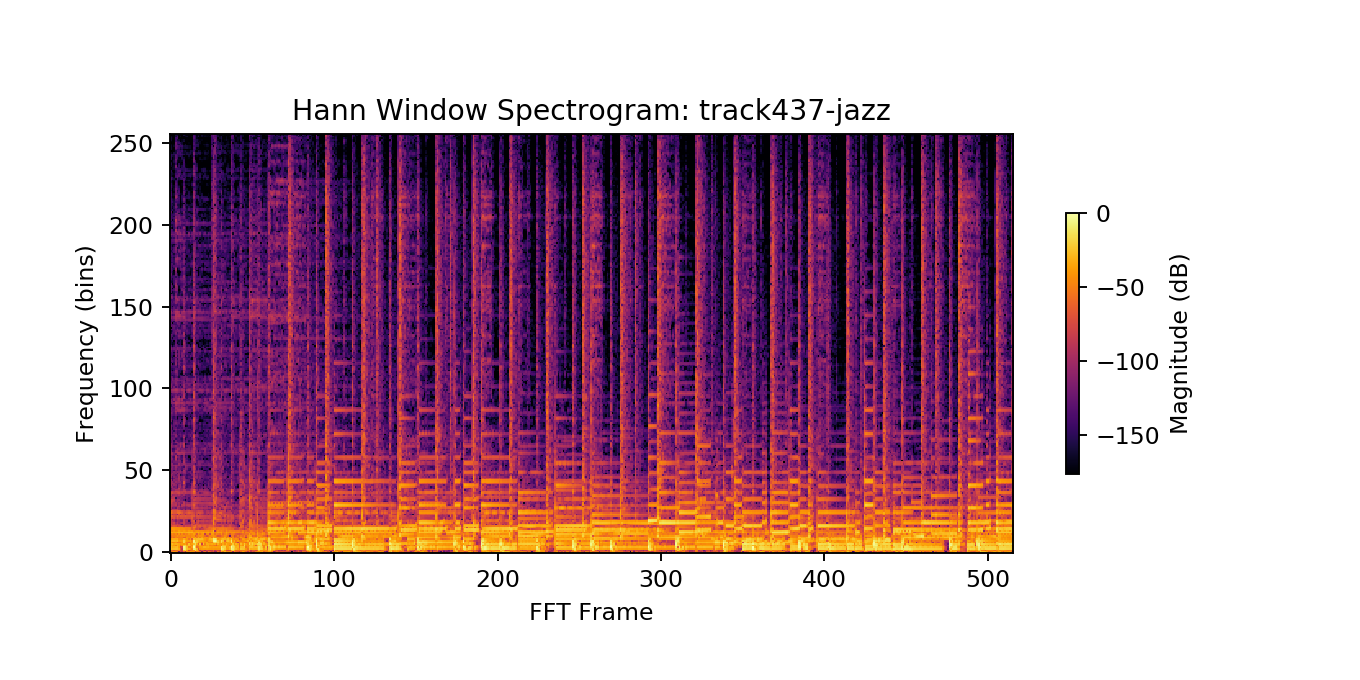 Hann Window Spectrogram: track437-jazz
250
200
150
100
50
0
Frequency (bins)
0 100 200 300 400 500
FFT Frame
0
−50
−100
−150
Magnitude (dB)